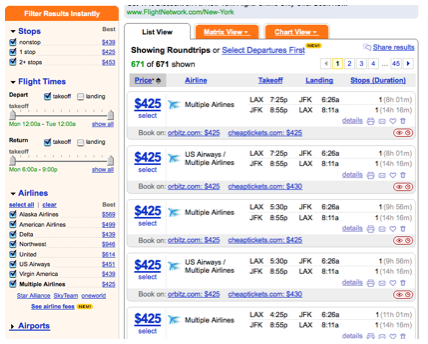 Filter Results Instantly
Stops
Best
nonstop $439
1 stop $425
2+ stops $453
Flight Times
Depart takeoff landing
takeoff
Mon 12:00a - Tue 12:00a show all
Return takeoff landing
takeoff
Mon 6:00a - 9:00p show all
Airlines
select all | clear Best
Alaska Airlines $569
American Airlines $499
Delta $439
Northwest $946
United $614
US Airways $451
Virgin America $439
Multiple Airlines $425
Star Alliance SkyTeam oneworld
See airline fees NEW!
Airports
www.FlightNetwork.com/New-York
List View Matrix View Chart View
Showing Roundtrips or Select Departures First NEW! Share results
671 of 671 shown 1 2 3 4 ... 45
Price* Airline Takeoff Landing Stops (Duration)
$425 Multiple Airlines LAX 7:25p JFK 6:26a 1 (8h 01m)
select JFK 8:55p LAX 8:11a 1 (14h 16m)
details
Book on: orbitz.com: $425 cheaptickets.com: $425
$425 US Airways / Multiple Airlines LAX 7:25p JFK 6:26a 1 (8h 01m)
select JFK 8:55p LAX 8:11a 1 (14h 16m)
details
Book on: orbitz.com: $425 cheaptickets.com: $430
$425 Multiple Airlines LAX 5:30p JFK 6:26a 1 (9h 56m)
select JFK 8:55p LAX 8:11a 1 (14h 16m)
details
Book on: orbitz.com: $425 cheaptickets.com: $425
$425 US Airways / Multiple Airlines LAX 5:30p JFK 6:26a 1 (9h 56m)
select JFK 8:55p LAX 8:11a 1 (14h 16m)
details
Book on: orbitz.com: $425 cheaptickets.com: $430
$425 Multiple Airlines LAX 4:25p JFK 6:26a 1 (11h 01m)
select JFK 8:55p LAX 8:11a 1 (14h 16m)
details